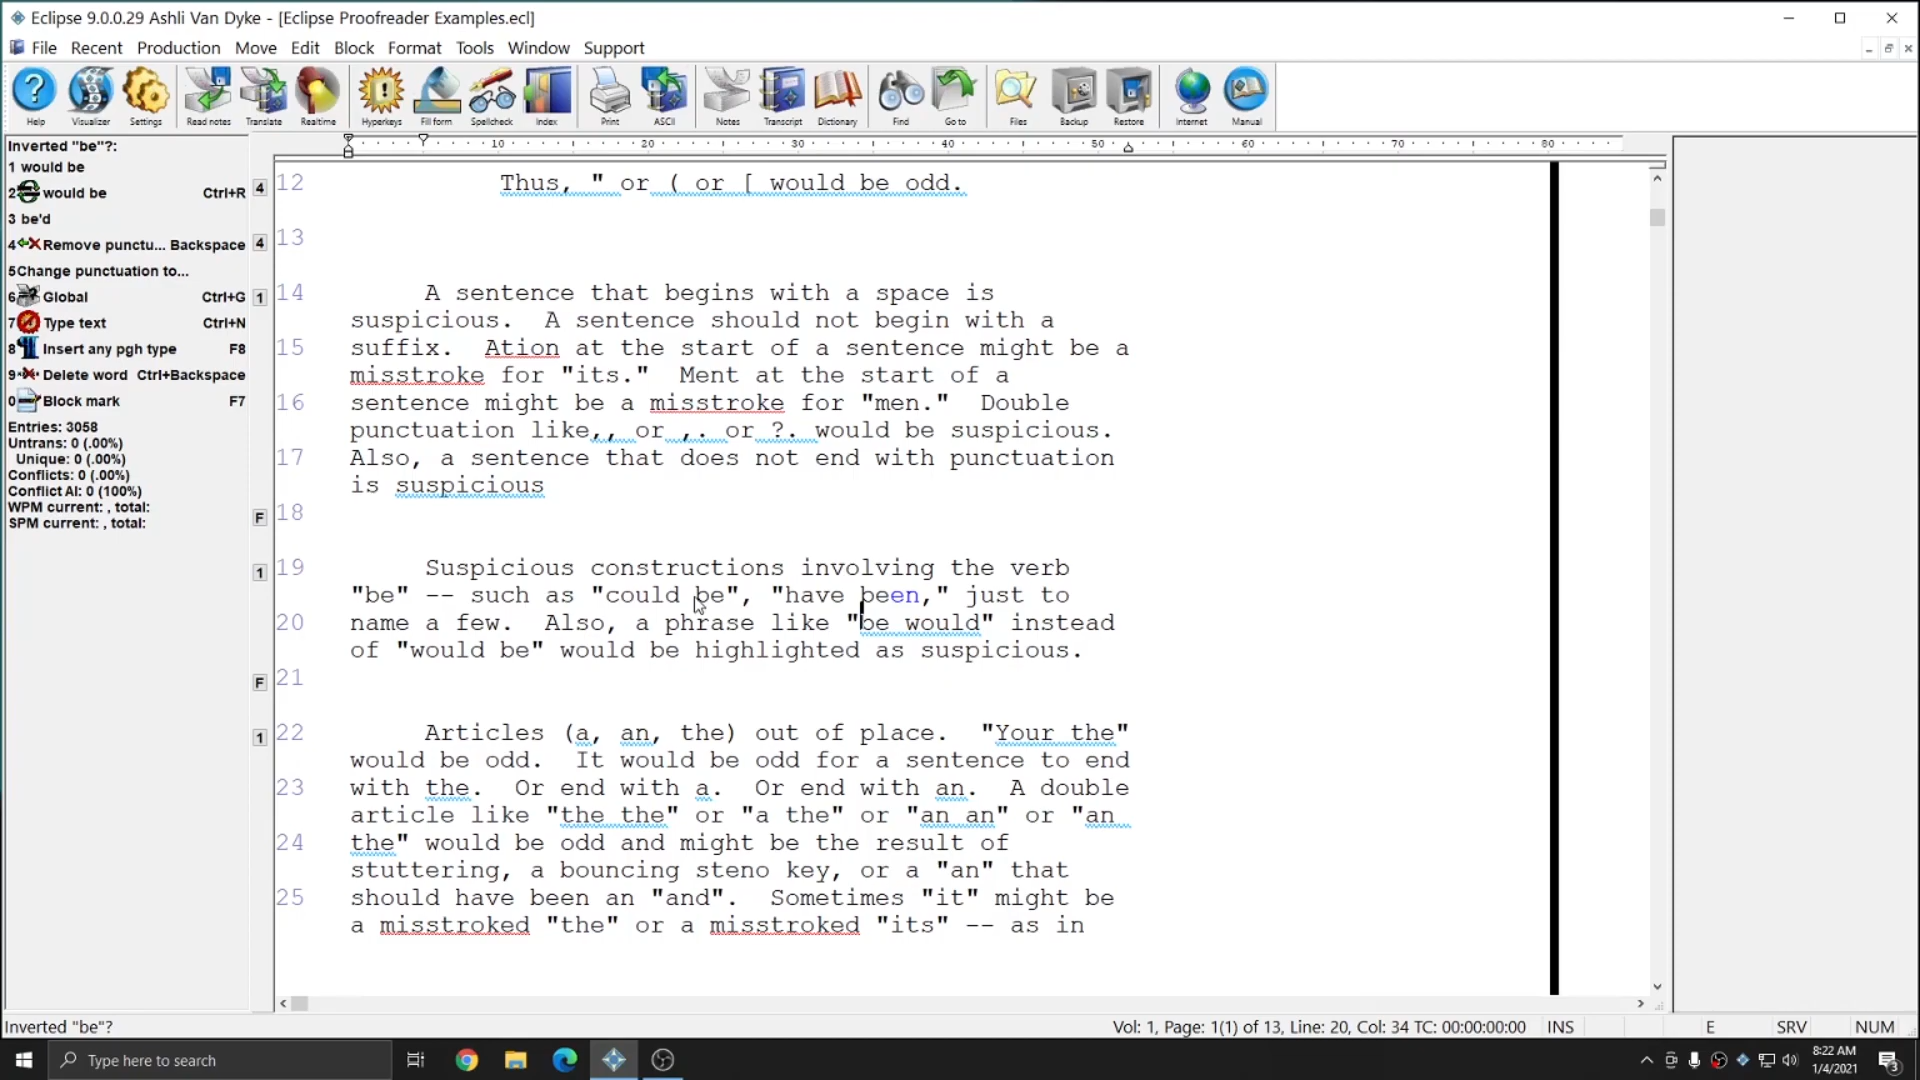 Eclipse 9.0.0.29 Ashli Van Dyke - [Eclipse Proofreader Examples.ecl]
File Recent Production Move Edit Block Format Tools Window Support
Help Visualizer Settings Read notes Translate Realtime Hyperkeys Fill form Spellcheck Index Print ASCII Notes Transcript Dictionary Find Go to Files Backup Restore Internet Manual
Inverted "be"?:
1 would be
2 would be Ctrl+R
3 be'd
4 Remove punctu... Backspace
5Change punctuation to...
6 Global Ctrl+G
7 Type text Ctrl+N
8 Insert any pgh type F8
9 Delete word Ctrl+Backspace
0 Block mark F7
Entries: 3058
Untrans: 0 (.00%)
Unique: 0 (.00%)
Conflicts: 0 (.00%)
Conflict AI: 0 (100%)
WPM current: , total:
SPM current: , total:
10 20 30 40 50 60 70 80
4 12 Thus, " or ( or [ would be odd.
4 13
1 14 A sentence that begins with a space is
suspicious. A sentence should not begin with a
15 suffix. Ation at the start of a sentence might be a
misstroke for "its." Ment at the start of a
16 sentence might be a misstroke for "men." Double
punctuation like,, or ,. or ?. would be suspicious.
17 Also, a sentence that does not end with punctuation
is suspicious
F 18
1 19 Suspicious constructions involving the verb
"be" -- such as "could be", "have been," just to
20 name a few. Also, a phrase like "be would" instead
of "would be" would be highlighted as suspicious.
F 21
1 22 Articles (a, an, the) out of place. "Your the"
would be odd. It would be odd for a sentence to end
23 with the. Or end with a. Or end with an. A double
article like "the the" or "a the" or "an an" or "an
24 the" would be odd and might be the result of
stuttering, a bouncing steno key, or a "an" that
25 should have been an "and". Sometimes "it" might be
a misstroked "the" or a misstroked "its" -- as in
Inverted "be"? Vol: 1, Page: 1(1) of 13, Line: 20, Col: 34 TC: 00:00:00:00 INS E SRV NUM
Type here to search
8:22 AM
1/4/2021
3